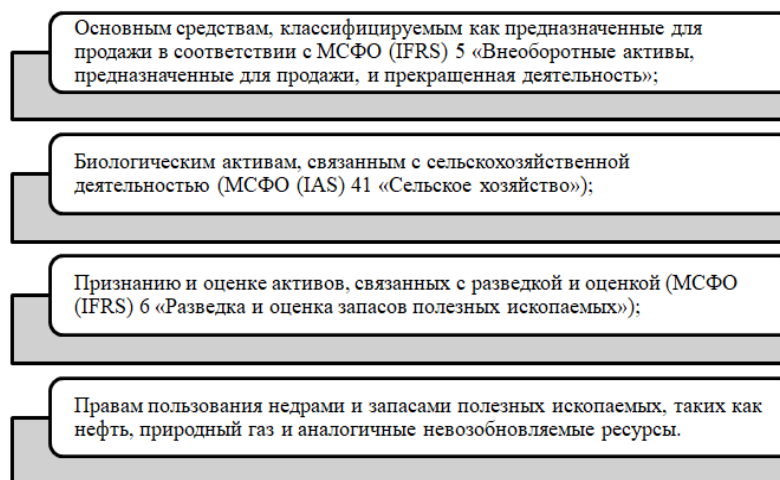 Основным средствам, классифицируемым как предназначенные для
продажи в соответствии с МСФО (IFRS) 5 «Внеоборотные активы,
предназначенные для продажи, и прекращенная деятельность»;
Биологическим активам, связанным с сельскохозяйственной
деятельностью (МСФО (IAS) 41 «Сельское хозяйство»);
Признанию и оценке активов, связанных с разведкой и оценкой (МСФО
(IFRS) 6 «Разведка и оценка запасов полезных ископаемых»);
Правам пользования недрами и запасами полезных ископаемых, таких как
нефть, природный газ и аналогичные невозобновляемые ресурсы.